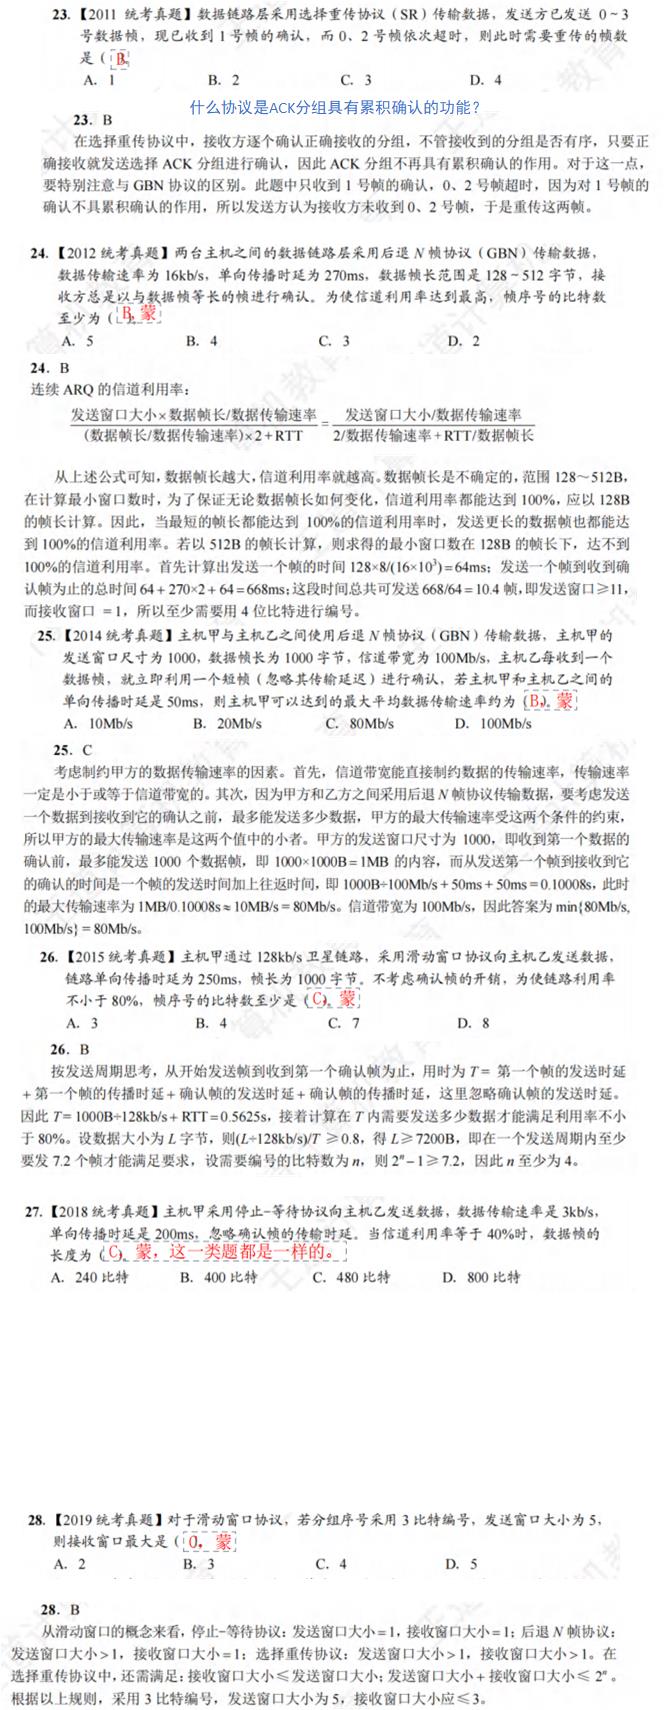 23. 【2011 统考真题】数据链路层采用选择重传协议（SR）传输数据，发送方已发送 0~3
号数据帧，现已收到 1 号帧的确认，而 0、2 号帧依次超时，则此时需要重传的帧数
是（B）。
A. 1 B. 2 C. 3 D. 4
什么协议是ACK分组具有累积确认的功能？
23. B
在选择重传协议中，接收方逐个确认正确接收的分组，不管接收到的分组是否有序，只要正
确接收就发送选择 ACK 分组进行确认，因此 ACK 分组不再具有累积确认的作用。对于这一点，
要特别注意与 GBN 协议的区别。此题中只收到 1 号帧的确认，0、2 号帧超时，因为对 1 号帧的
确认不具累积确认的作用，所以发送方认为接收方未收到 0、2 号帧，于是重传这两帧。
24. 【2012 统考真题】两台主机之间的数据链路层采用后退 N 帧协议（GBN）传输数据，
数据传输速率为 16kb/s，单向传播时延为 270ms，数据帧长范围是 128~512 字节，接
收方总是以与数据帧等长的帧进行确认。为使信道利用率达到最高，帧序号的比特数
至少为（B，蒙
A. 5 B. 4 C. 3 D. 2
24. B
连续 ARQ 的信道利用率：
发送窗口大小×数据帧长/数据传输速率 发送窗口大小/数据传输速率
=
(数据帧长/数据传输速率)×2+RTT 2/数据传输速率+RTT/数据帧长
从上述公式可知，数据帧长越大，信道利用率就越高。数据帧长是不确定的，范围 128～512B，
在计算最小窗口数时，为了保证无论数据帧长如何变化，信道利用率都能达到 100%，应以 128B
的帧长计算。因此，当最短的帧长都能达到 100%的信道利用率时，发送更长的数据帧也都能达
到 100%的信道利用率。若以 512B 的帧长计算，则求得的最小窗口数在 128B 的帧长下，达不到
100%的信道利用率。首先计算出发送一个帧的时间 128×8/(16×10³)=64ms；发送一个帧到收到确
认帧为止的总时间 64+270×2+64=668ms；这段时间总共可发送 668/64=10.4 帧，即发送窗口≥11，
而接收窗口 =1，所以至少需要用 4 位比特进行编号。
25. 【2014 统考真题】主机甲与主机乙之间使用后退 N 帧协议（GBN）传输数据，主机甲的
发送窗口尺寸为 1000，数据帧长为 1000 字节，信道带宽为 100Mb/s，主机乙每收到一个
数据帧，就立即利用一个短帧（忽略其传输延迟）进行确认，若主机甲和主机乙之间的
单向传播时延是 50ms，则主机甲可以达到的最大平均数据传输速率约为（B）。蒙
A. 10Mb/s B. 20Mb/s C. 80Mb/s D. 100Mb/s
25. C
考虑制约甲方的数据传输速率的因素。首先，信道带宽能直接制约数据的传输速率，传输速率
一定是小于或等于信道带宽的。其次，因为甲方和乙方之间采用后退 N 帧协议传输数据，要考虑发送
一个数据到接收到它的确认之前，最多能发送多少数据，甲方的最大传输速率受这两个条件的约束，
所以甲方的最大传输速率是这两个值中的小者。甲方的发送窗口尺寸为 1000，即收到第一个数据的
确认前，最多能发送 1000 个数据帧，即 1000×1000B=1MB 的内容，而从发送第一个帧到接收到它
的确认的时间是一个帧的发送时间加上往返时间，即 1000B÷100Mb/s+50ms+50ms=0.10008s，此时
的最大传输速率为 1MB/0.10008s≈10MB/s=80Mb/s。信道带宽为 100Mb/s，因此答案为 min{80Mb/s,
100Mb/s}=80Mb/s。
26. 【2015 统考真题】主机甲通过 128kb/s 卫星链路，采用滑动窗口协议向主机乙发送数据，
链路单向传播时延为 250ms，帧长为 1000 字节。不考虑确认帧的开销，为使链路利用率
不小于 80%，帧序号的比特数至少是（C）。蒙
A. 3 B. 4 C. 7 D. 8
26. B
按发送周期思考，从开始发送帧到收到第一个确认帧为止，用时为 T= 第一个帧的发送时延
+第一个帧的传播时延+确认帧的发送时延+确认帧的传播时延，这里忽略确认帧的发送时延。
因此 T=1000B÷128kb/s+RTT=0.5625s，接着计算在 T 内需要发送多少数据才能满足利用率不小
于 80%。设数据大小为 L 字节，则(L÷128kb/s)/T ≥0.8，得 L≥7200B，即在一个发送周期内至少
要发 7.2 个帧才能满足要求，设需要编号的比特数为 n，则 2ⁿ-1≥7.2，因此 n 至少为 4。
27. 【2018 统考真题】主机甲采用停止-等待协议向主机乙发送数据，数据传输速率是 3kb/s，
单向传播时延是 200ms，忽略确认帧的传输时延。当信道利用率等于 40%时，数据帧的
长度为（C）。蒙，这一类题都是一样的。
A. 240 比特 B. 400 比特 C. 480 比特 D. 800 比特
28. 【2019 统考真题】对于滑动窗口协议，若分组序号采用 3 比特编号，发送窗口大小为 5，
则接收窗口最大是（C，蒙
A. 2 B. 3 C. 4 D. 5
28. B
从滑动窗口的概念来看，停止-等待协议：发送窗口大小=1，接收窗口大小=1；后退 N 帧协议：
发送窗口大小>1，接收窗口大小=1；选择重传协议：发送窗口大小>1，接收窗口大小>1。在
选择重传协议中，还需满足：接收窗口大小≤发送窗口大小；发送窗口大小+接收窗口大小≤ 2ⁿ 。
根据以上规则，采用 3 比特编号，发送窗口大小为 5，接收窗口大小应≤3。